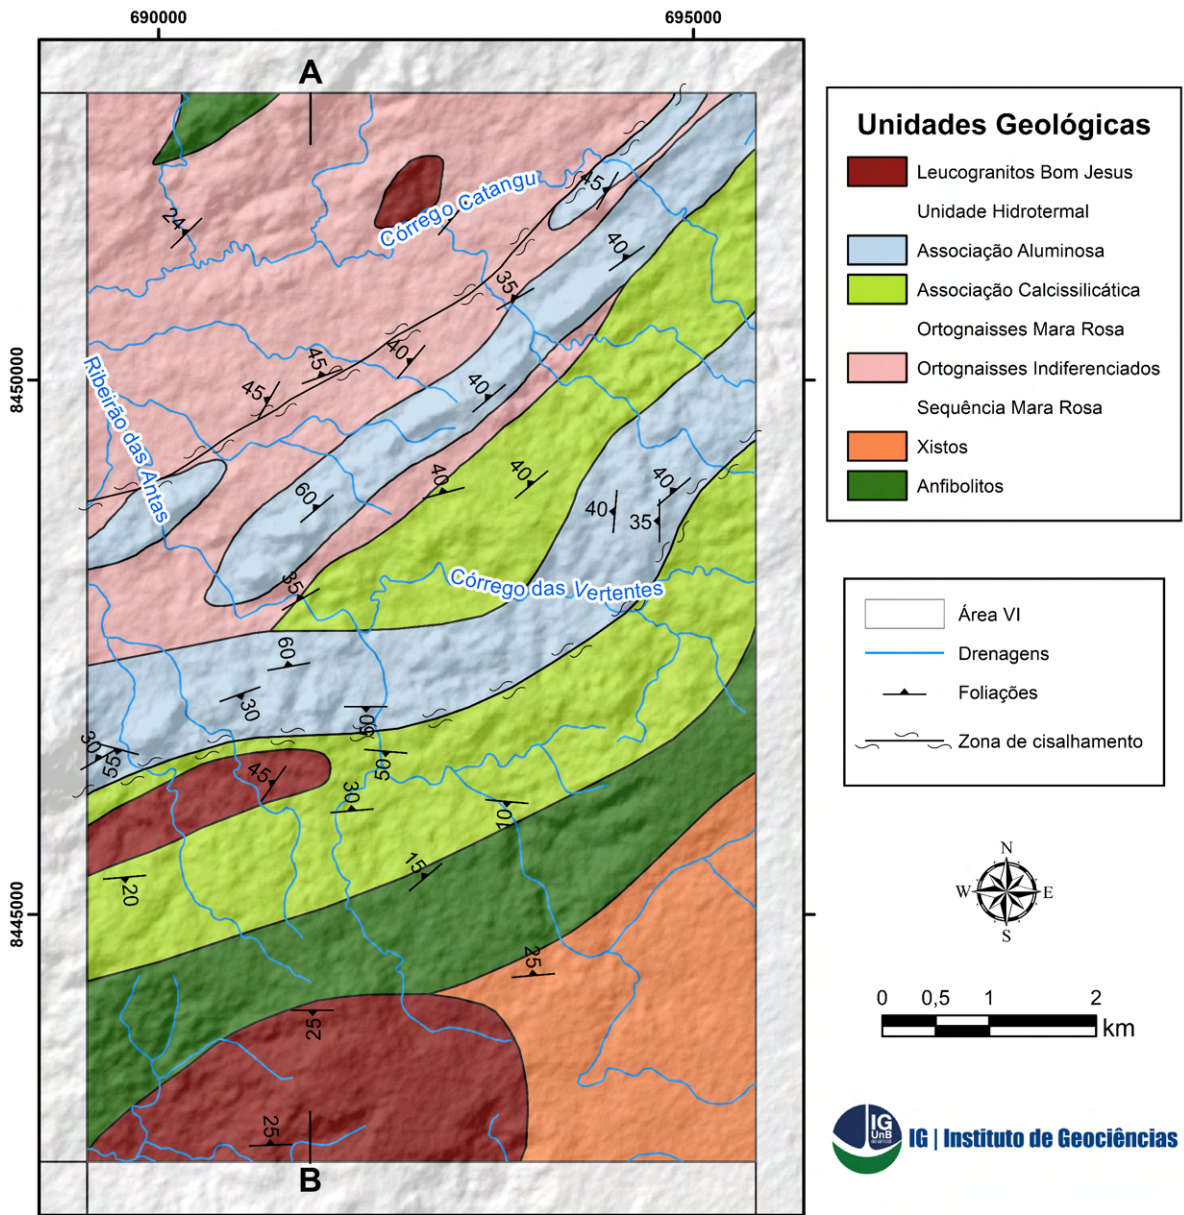 690000
695000
A
45
24
Córrego Catangu
40
35
40
45
45
40
8450000
Ribeirão das Antas
60
40
40
40
40
35
35
Córrego das Vertentes
60
30
60
30
55
50
45
30
10
15
20
8445000
25
25
25
B
Unidades Geológicas
Leucogranitos Bom Jesus
Unidade Hidrotermal
Associação Aluminosa
Associação Calcissilicática
Ortognaisses Mara Rosa
Ortognaisses Indiferenciados
Sequência Mara Rosa
Xistos
Anfibolitos
Área VI
Drenagens
Foliações
Zona de cisalhamento
N
W
E
S
0
0,5
1
2
km
IG
UnB
IG | Instituto de Geociências